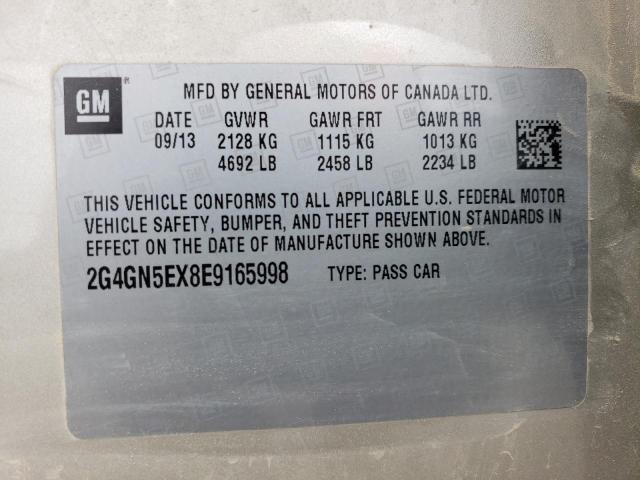 GM ®
MFD BY GENERAL MOTORS OF CANADA LTD.
DATE GVWR GAWR FRT GAWR RR
09/13 2128 KG 1115 KG 1013 KG
4692 LB 2458 LB 2234 LB
THIS VEHICLE CONFORMS TO ALL APPLICABLE U.S. FEDERAL MOTOR
VEHICLE SAFETY, BUMPER, AND THEFT PREVENTION STANDARDS IN
EFFECT ON THE DATE OF MANUFACTURE SHOWN ABOVE.
2G4GN5EX8E9165998 TYPE: PASS CAR